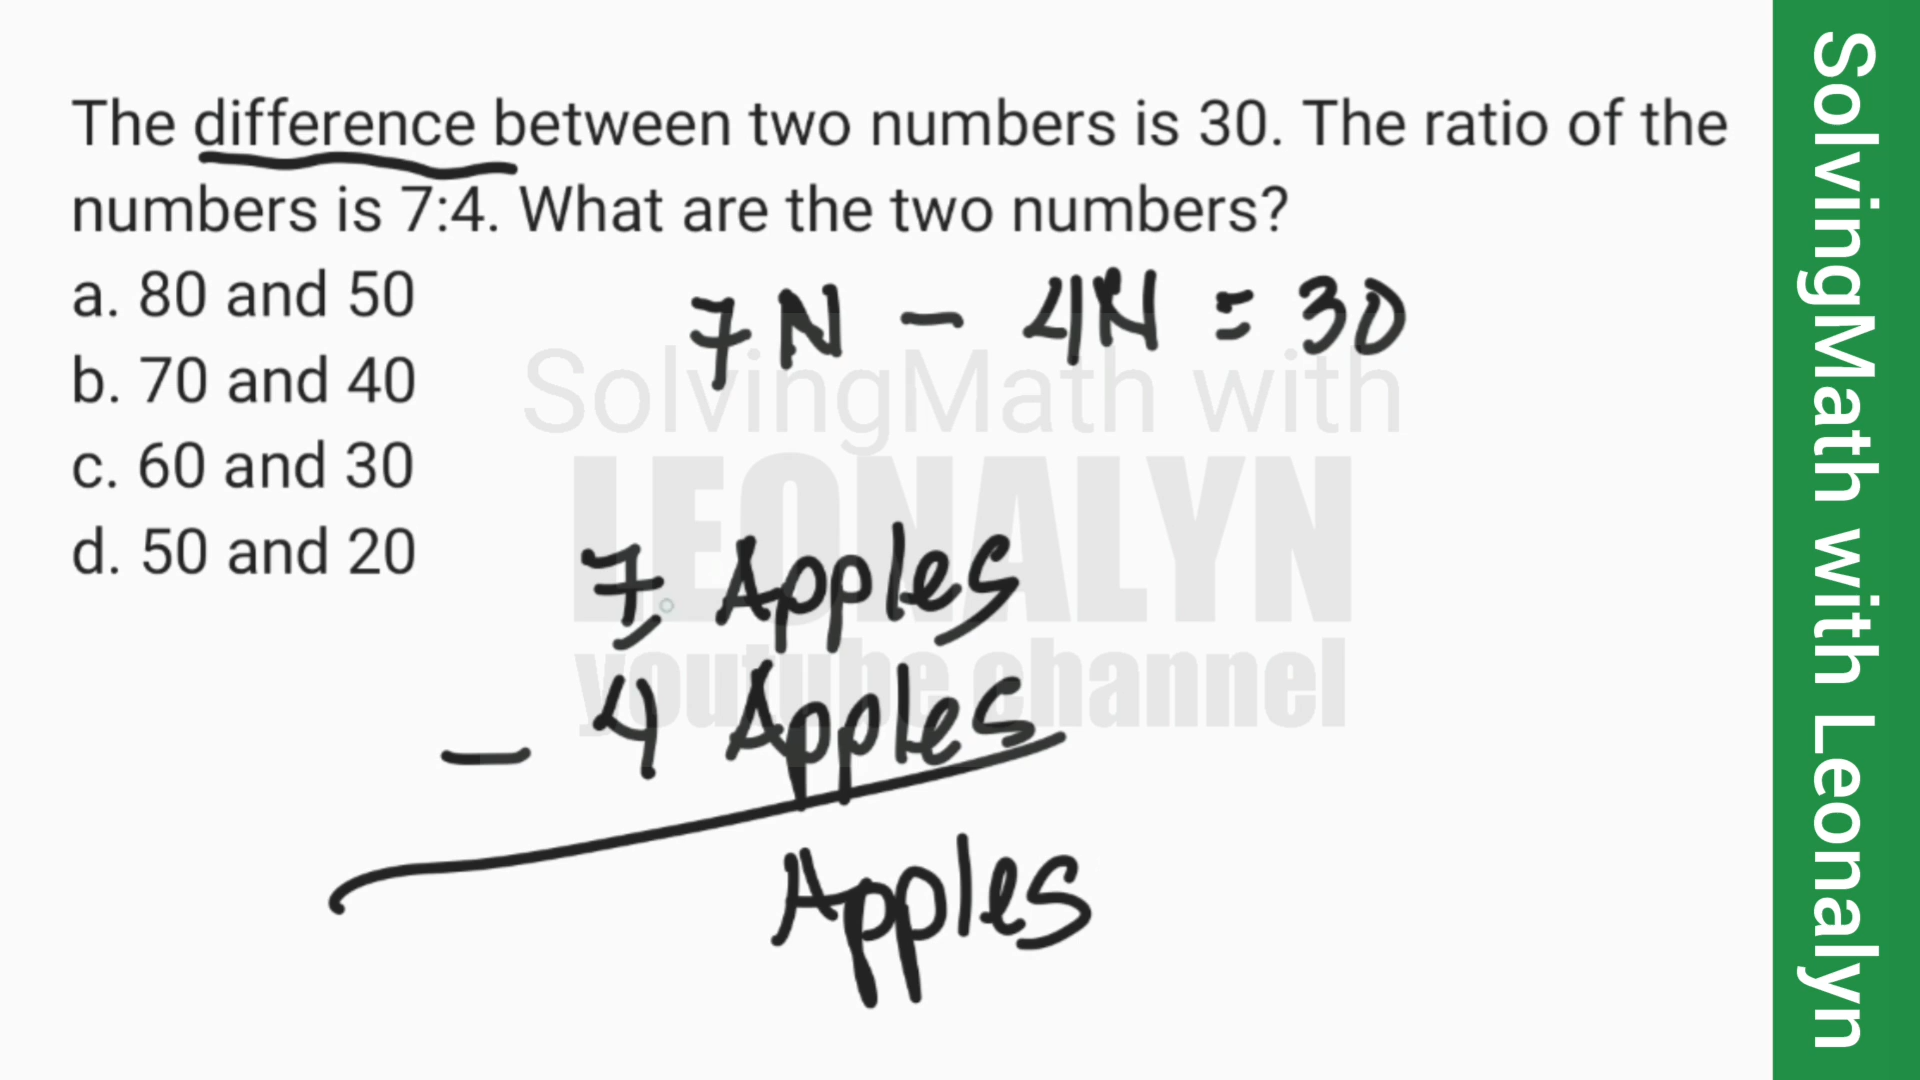 The difference between two numbers is 30. The ratio of the
numbers is 7:4. What are the two numbers?
a. 80 and 50
b. 70 and 40
c. 60 and 30
d. 50 and 20
7N - 4N = 30
SolvingMath with
LEONALYN
youtube channel
7 Apples
- 4 Apples
Apples
SolvingMath with Leonalyn